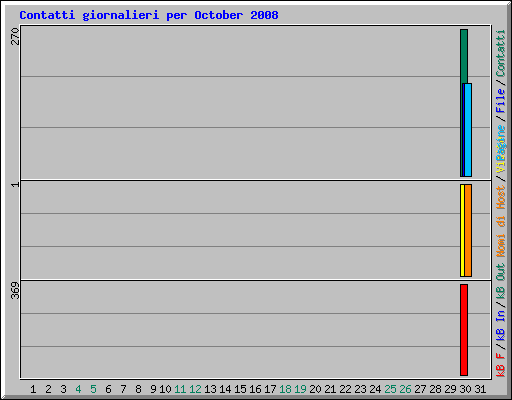 Contatti giornalieri per October 2008
270
1
369
1 2 3 4 5 6 7 8 9 10 11 12 13 14 15 16 17 18 19 20 21 22 23 24 25 26 27 28 29 30 31
kB F / kB In / kB Out Nomi di Host / Pagine / File / Contatti